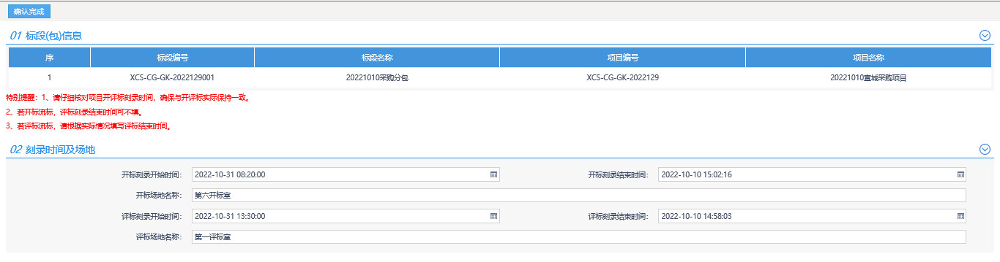 确认完成
01 标段(包)信息
序 标段编号 标段名称 项目编号 项目名称
1 XCS-CG-GK-2022129001 20221010采购分包 XCS-CG-GK-2022129 20221010宣城采购项目
特别提醒：1、请仔细核对项目开评标刻录时间，确保与开评标实际保持一致。
2、若开标流标，评标刻录结束时间可不填。
3、若评标流标，请根据实际情况填写评标结束时间。
02 刻录时间及场地
开标刻录开始时间： 2022-10-31 08:20:00 开标刻录结束时间： 2022-10-10 15:02:16
开标场地名称： 第六开标室
评标刻录开始时间： 2022-10-31 13:30:00 评标刻录结束时间： 2022-10-10 14:58:03
评标场地名称： 第一评标室